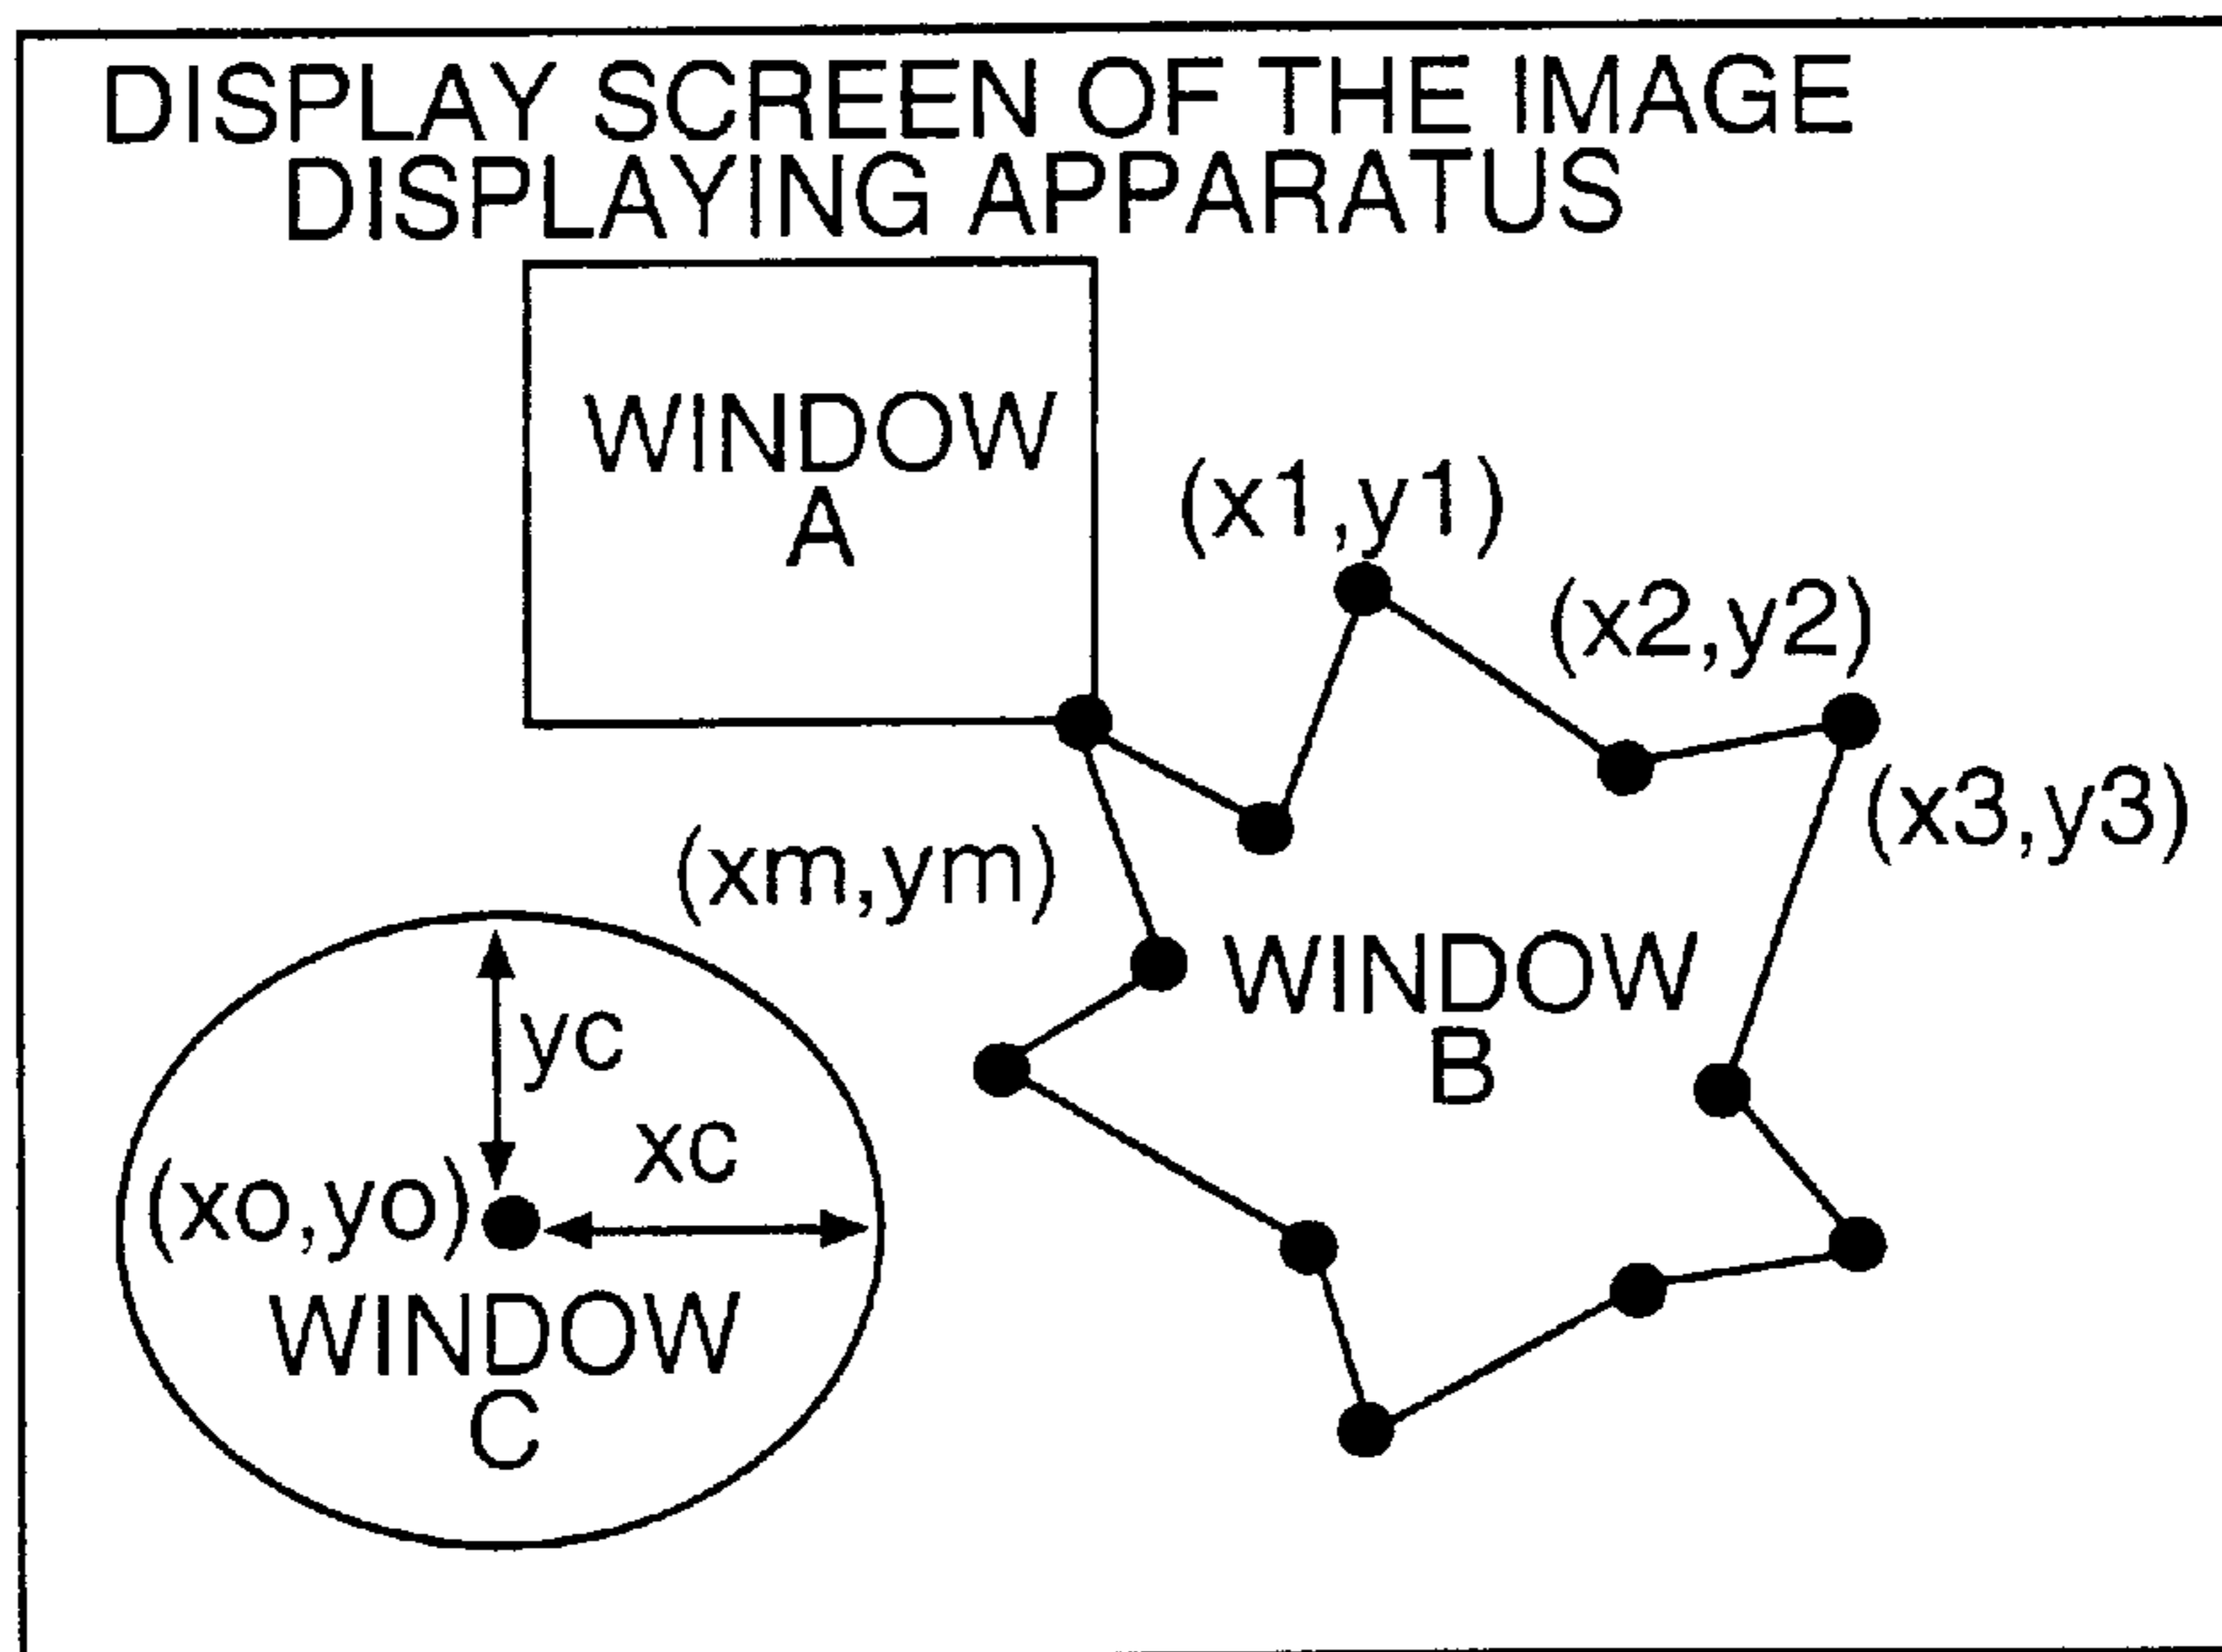 DISPLAY SCREEN OF THE IMAGE
DISPLAYING APPARATUS
WINDOW
A
(x1,y1)
(x2,y2)
(x3,y3)
(xm,ym)
WINDOW
B
yc
xc
(xo,yo)
WINDOW
C